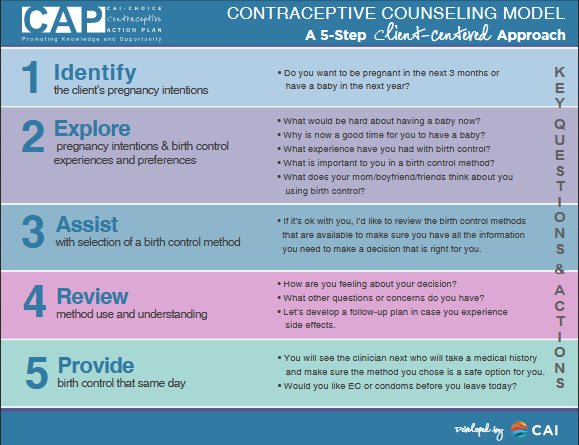 CAP
CAI-CHOICE
Contraceptive
ACTION PLAN
Promoting Knowledge and Opportunity
CONTRACEPTIVE COUNSELING MODEL
A 5-Step Client-centered Approach
1 Identify
the client's pregnancy intentions
• Do you want to be pregnant in the next 3 months or
have a baby in the next year?
2 Explore
pregnancy intentions & birth control
experiences and preferences
• What would be hard about having a baby now?
• Why is now a good time for you to have a baby?
• What experience have you had with birth control?
• What is important to you in a birth control method?
• What does your mom/boyfriend/friends think about you
using birth control?
3 Assist
with selection of a birth control method
• If it's ok with you, I'd like to review the birth control methods
that are available to make sure you have all the information
you need to make a decision that is right for you.
4 Review
method use and understanding
• How are you feeling about your decision?
• What other questions or concerns do you have?
• Let's develop a follow-up plan in case you experience
side effects.
5 Provide
birth control that same day
• You will see the clinician next who will take a medical history
and make sure the method you chose is a safe option for you.
• Would you like EC or condoms before you leave today?
KEY QUESTIONS & ACTIONS
Developed by CAI